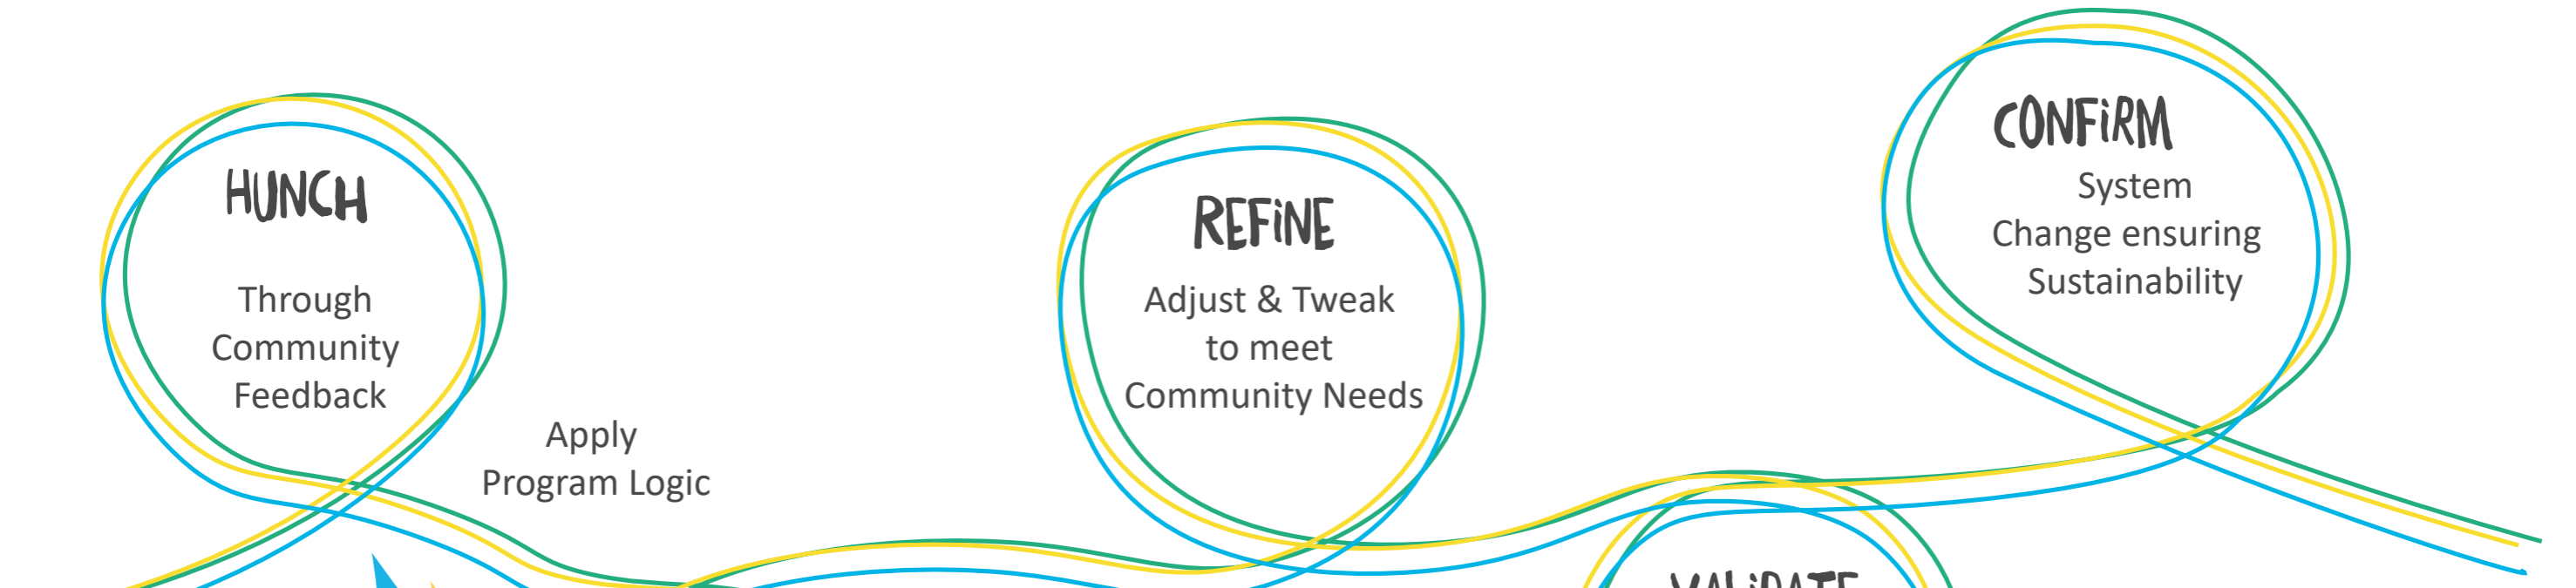 HUNCH
Through
Community
Feedback
Apply
Program Logic
REFiNE
Adjust & Tweak
to meet
Community Needs
CONFiRM
System
Change ensuring
Sustainability
VALiDATE